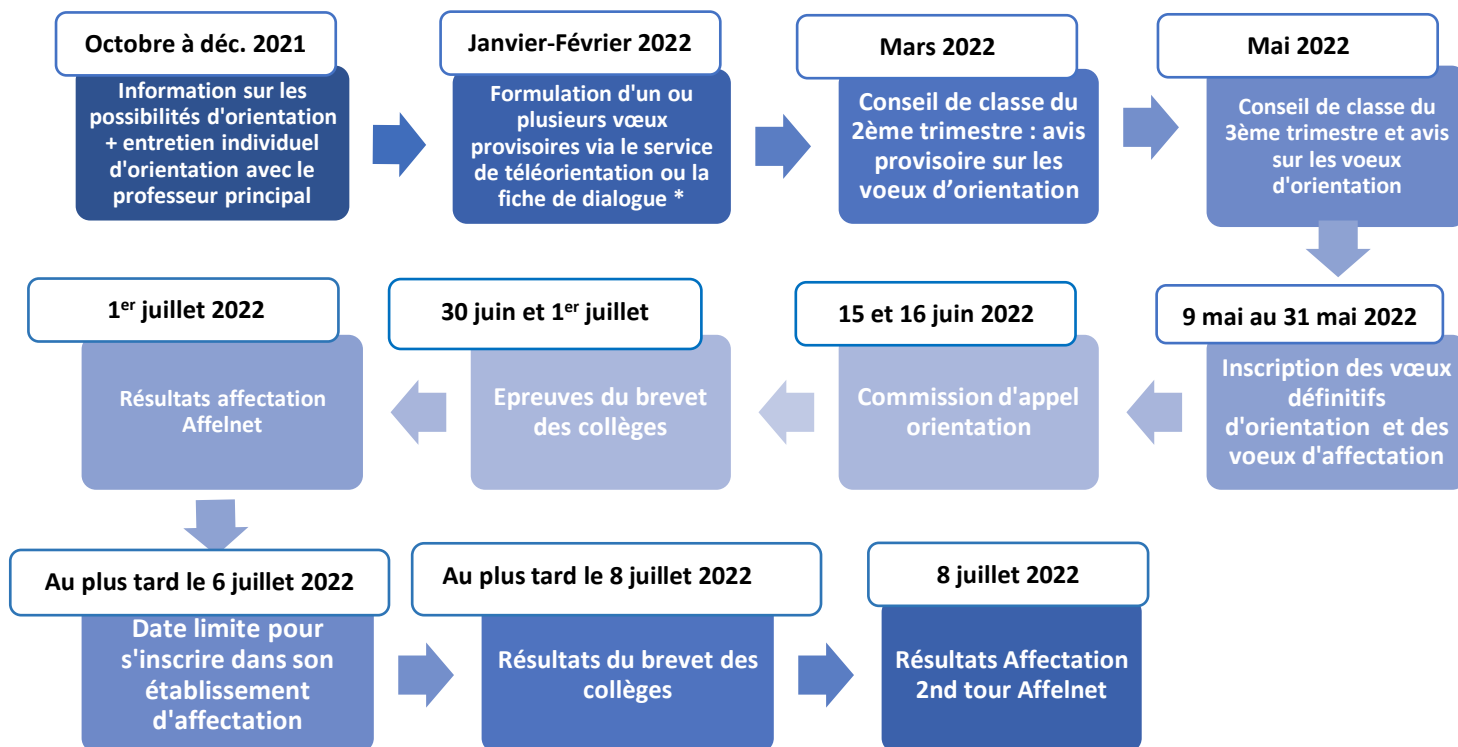 Octobre à déc. 2021
Information sur les
possibilités d'orientation
+ entretien individuel
d'orientation avec le
professeur principal
Janvier-Février 2022
Formulation d'un ou
plusieurs vœux
provisoires via le service
de téléorientation ou la
fiche de dialogue *
Mars 2022
Conseil de classe du
2ème trimestre : avis
provisoire sur les
voeux d’orientation
Mai 2022
Conseil de classe du
3ème trimestre et avis
sur les voeux
d'orientation
9 mai au 31 mai 2022
Inscription des vœux
définitifs
d'orientation et des
voeux d'affectation
15 et 16 juin 2022
Commission d'appel
orientation
30 juin et 1er juillet
Epreuves du brevet
des collèges
1er juillet 2022
Résultats affectation
Affelnet
Au plus tard le 6 juillet 2022
Date limite pour
s'inscrire dans son
établissement
d'affectation
Au plus tard le 8 juillet 2022
Résultats du brevet des
collèges
8 juillet 2022
Résultats Affectation
2nd tour Affelnet